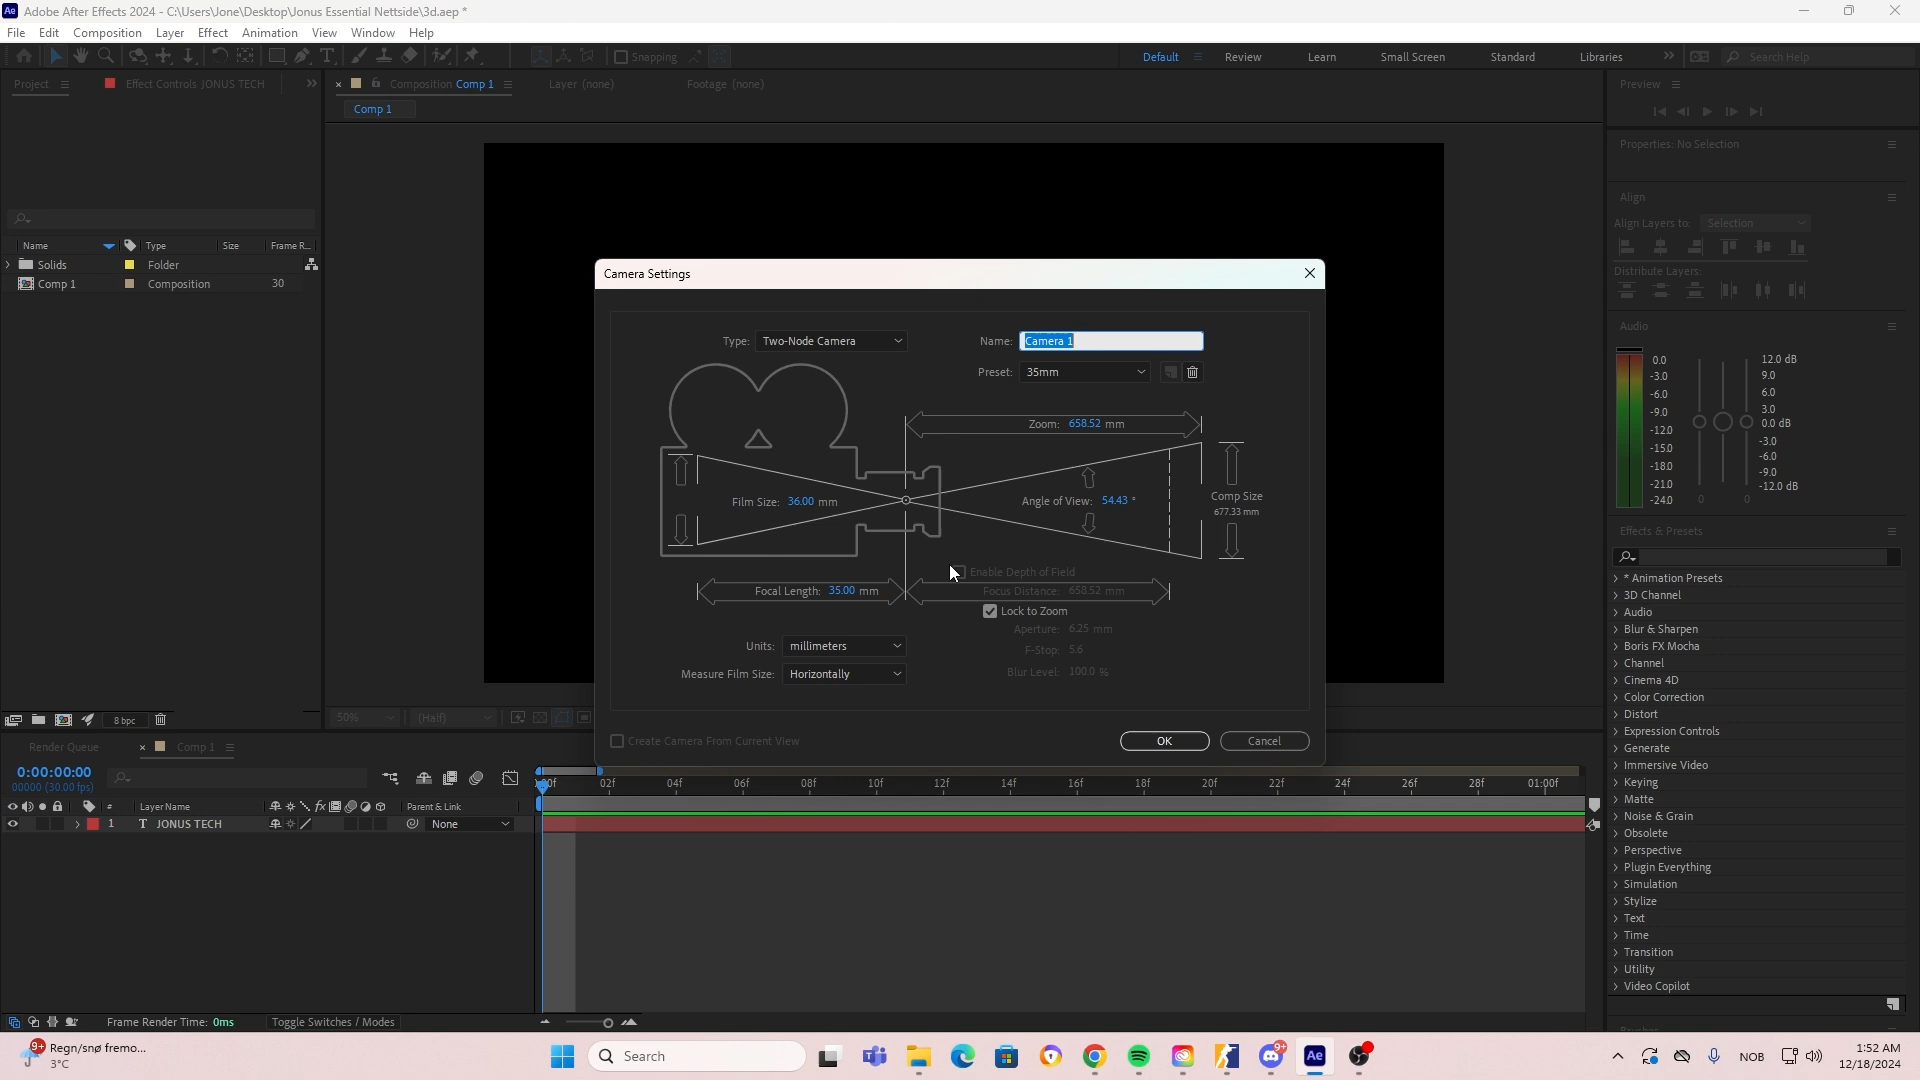 Adobe After Effects 2024 - C:\Users\Jone\Desktop\Jonus Essential Nettside\3d.aep *
File Edit Composition Layer Effect Animation View Window Help
Snapping Default Review Learn Small Screen Standard Libraries Search Help
Project Effect Controls JONUS TECH Composition Comp 1 Layer (none) Footage (none) Preview
Comp 1
Properties: No Selection
Align
Align Layers to: Selection
Name Type Size Frame R...
Solids Folder
Comp 1 Composition 30
Distribute Layers:
Audio
0.0
-3.0
-6.0
-9.0
-12.0
-15.0
-18.0
-21.0
-24.0
12.0 dB
9.0
6.0
3.0
0.0 dB
-3.0
-6.0
-9.0
-12.0 dB
0 0
Camera Settings
Type: Two-Node Camera Name: Camera 1
Preset: 35mm
Zoom: 658.52 mm
Film Size: 36.00 mm Angle of View: 54.43 ° Comp Size
677.33 mm
Enable Depth of Field
Focal Length: 35.00 mm Focus Distance: 658.52 mm
Lock to Zoom
Aperture: 6.25 mm
Units: millimeters F-Stop: 5.6
Measure Film Size: Horizontally Blur Level: 100.0 %
Create Camera From Current View OK Cancel
Effects & Presets
* Animation Presets
3D Channel
Audio
Blur & Sharpen
Boris FX Mocha
Channel
Cinema 4D
Color Correction
Distort
Expression Controls
Generate
Immersive Video
Keying
Matte
Noise & Grain
Obsolete
Perspective
Plugin Everything
Simulation
Stylize
Text
Time
Transition
Utility
Video Copilot
8 bpc 50% (Half)
Render Queue Comp 1
0:00:00:00
00000 (30.00 fps)
02f 04f 06f 08f 10f 12f 14f 16f 18f 20f 22f 24f 26f 28f 01:00f
# Layer Name fx Parent & Link
1 T JONUS TECH None
Frame Render Time: 0ms Toggle Switches / Modes
9+ Regn/snø fremo...
3°C
Search 9+ Ae NOB 1:52 AM
12/18/2024